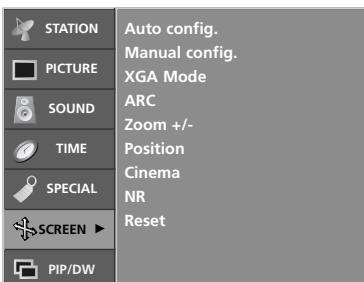 STATION
PICTURE
SOUND
TIME
SPECIAL
SCREEN ►
PIP/DW
Auto config.
Manual config.
XGA Mode
ARC
Zoom +/-
Position
Cinema
NR
Reset